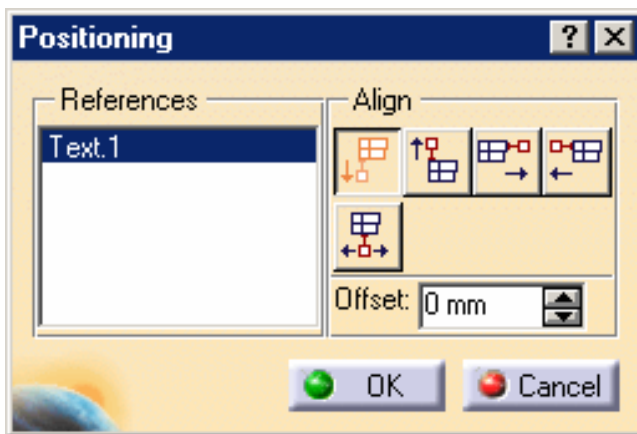 Positioning
References
Align
Text.1
Offset: 0 mm
OK
Cancel